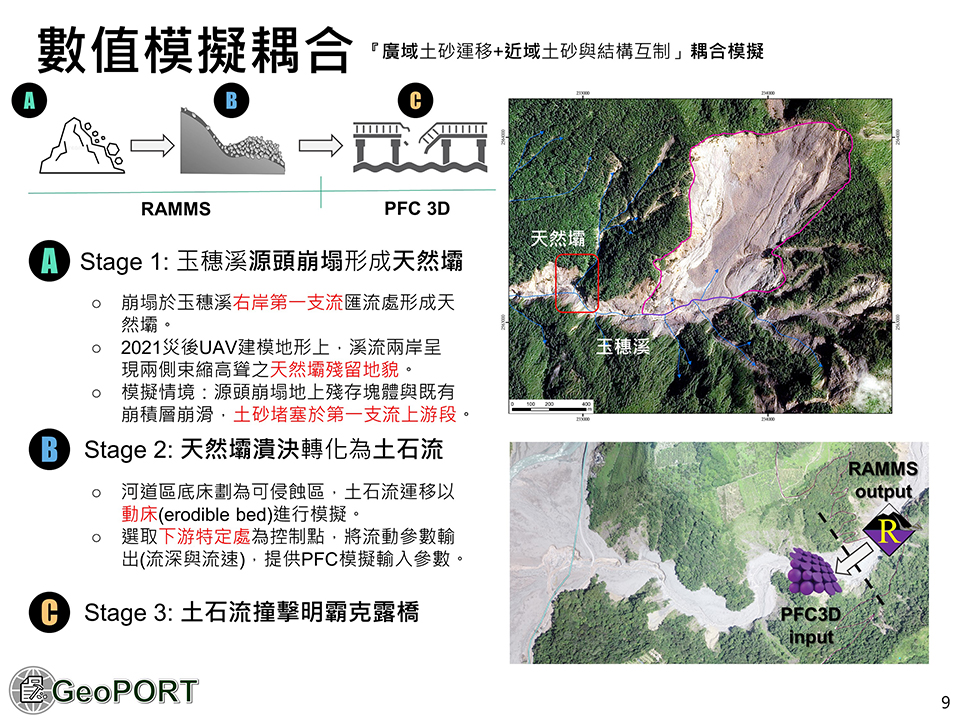 數值模擬耦合
『廣域土砂運移+近域土砂與結構互制」耦合模擬
A
B
C
RAMMS
PFC 3D
A
Stage 1: 玉穗溪源頭崩塌形成天然壩
○ 崩塌於玉穗溪右岸第一支流匯流處形成天
然壩。
○ 2021災後UAV建模地形上，溪流兩岸呈
現兩側束縮高聳之天然壩殘留地貌。
○ 模擬情境：源頭崩塌地上殘存塊體與既有
崩積層崩滑，土砂堵塞於第一支流上游段。
B
Stage 2: 天然壩潰決轉化為土石流
○ 河道區底床劃為可侵蝕區，土石流運移以
動床(erodible bed)進行模擬。
○ 選取下游特定處為控制點，將流動參數輸
出(流深與流速)，提供PFC模擬輸入參數。
C
Stage 3: 土石流撞擊明霸克露橋
天然壩
玉穗溪
0 100 200 400
RAMMS
output
R
PFC3D
input
GeoPORT
9